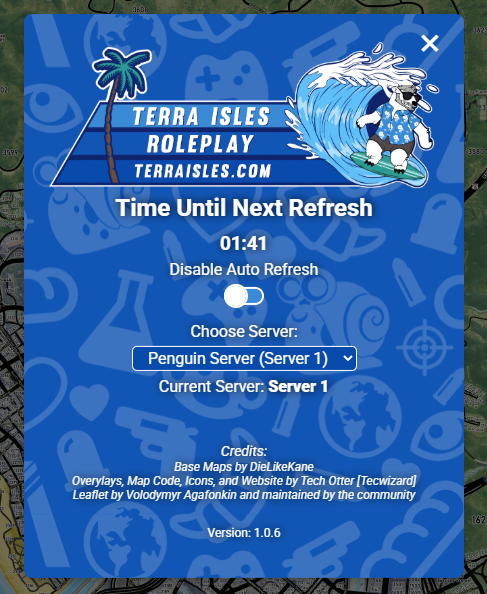 TERRA ISLES
ROLEPLAY
TERRAISLES.COM
Time Until Next Refresh
01:41
Disable Auto Refresh
Choose Server:
Penguin Server (Server 1)
Current Server: Server 1
Credits:
Base Maps by DieLikeKane
Overylays, Map Code, Icons, and Website by Tech Otter [Tecwizard]
Leaflet by Volodymyr Agafonkin and maintained by the community
Version: 1.0.6